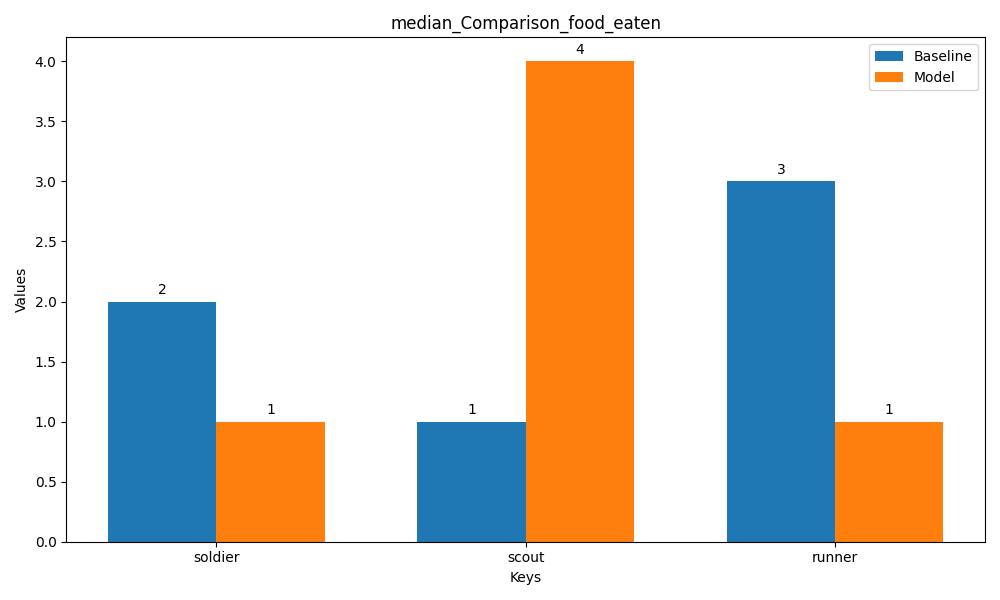 median_Comparison_food_eaten
Baseline
Model
4.0
3.5
3.0
2.5
2.0
1.5
1.0
0.5
0.0
Values
2
1
1
4
3
1
soldier
scout
runner
Keys